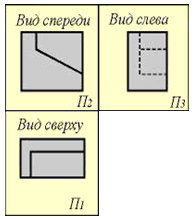 Вид спереди
П2
Вид слева
П3
Вид сверху
П1